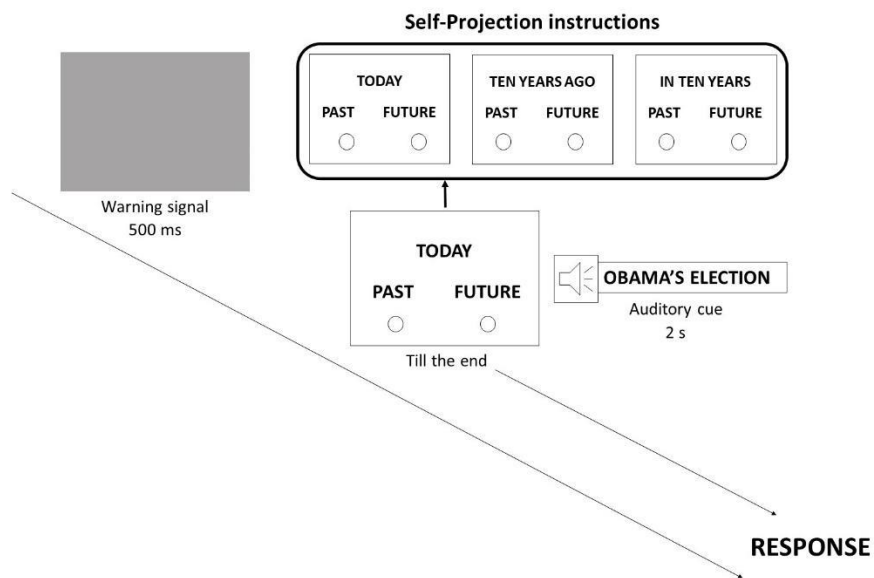 Self-Projection instructions
TODAY
PAST FUTURE
TEN YEARS AGO
PAST FUTURE
IN TEN YEARS
PAST FUTURE
Warning signal
500 ms
TODAY
PAST FUTURE
Till the end
OBAMA'S ELECTION
Auditory cue
2 s
RESPONSE